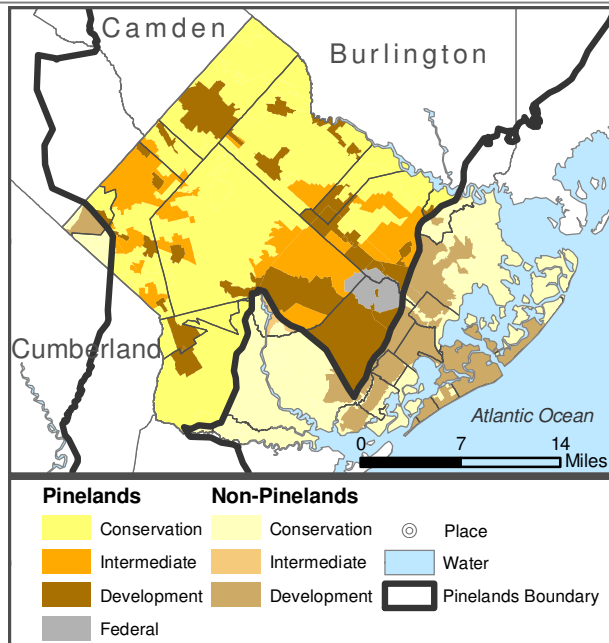 Camden
Burlington
Cumberland
Atlantic Ocean
0 7 14
Miles
Pinelands Non-Pinelands
Conservation Conservation Place
Intermediate Intermediate Water
Development Development Pinelands Boundary
Federal